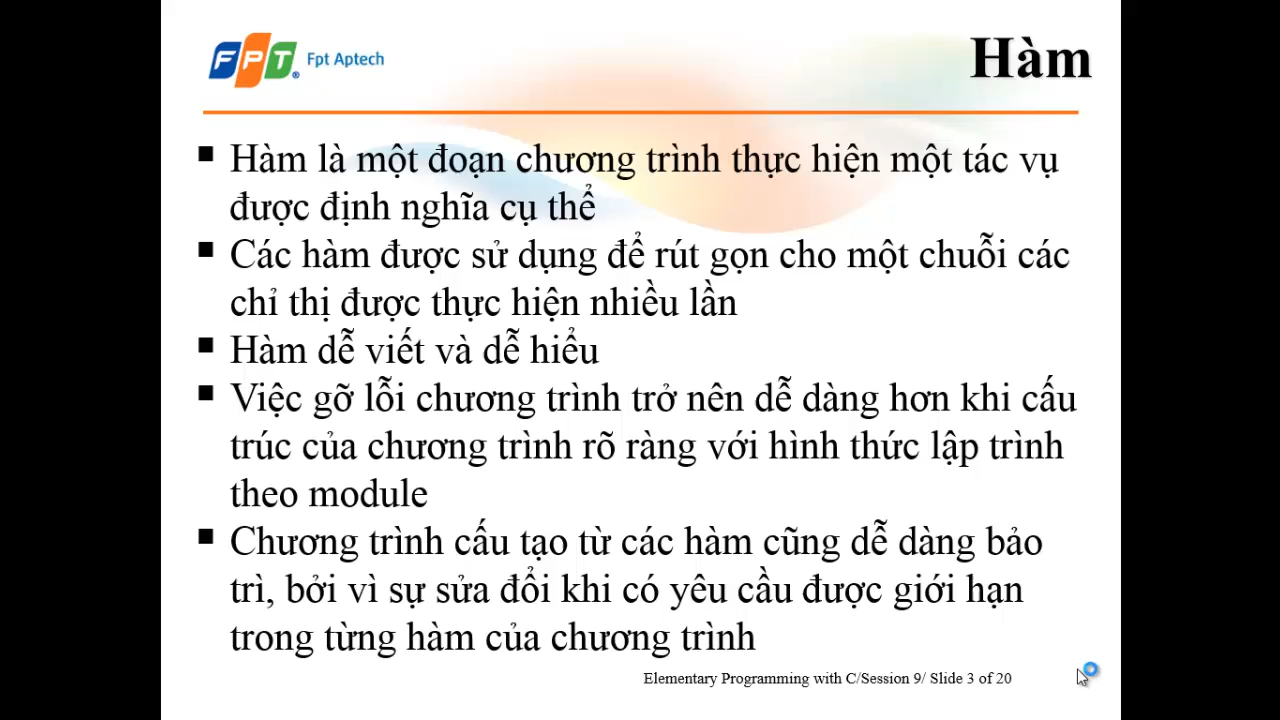 FPT Fpt Aptech
Hàm
Hàm là một đoạn chương trình thực hiện một tác vụ
được định nghĩa cụ thể
Các hàm được sử dụng để rút gọn cho một chuỗi các
chỉ thị được thực hiện nhiều lần
Hàm dễ viết và dễ hiểu
Việc gỡ lỗi chương trình trở nên dễ dàng hơn khi cấu
trúc của chương trình rõ ràng với hình thức lập trình
theo module
Chương trình cấu tạo từ các hàm cũng dễ dàng bảo
trì, bởi vì sự sửa đổi khi có yêu cầu được giới hạn
trong từng hàm của chương trình
Elementary Programming with C/Session 9/ Slide 3 of 20